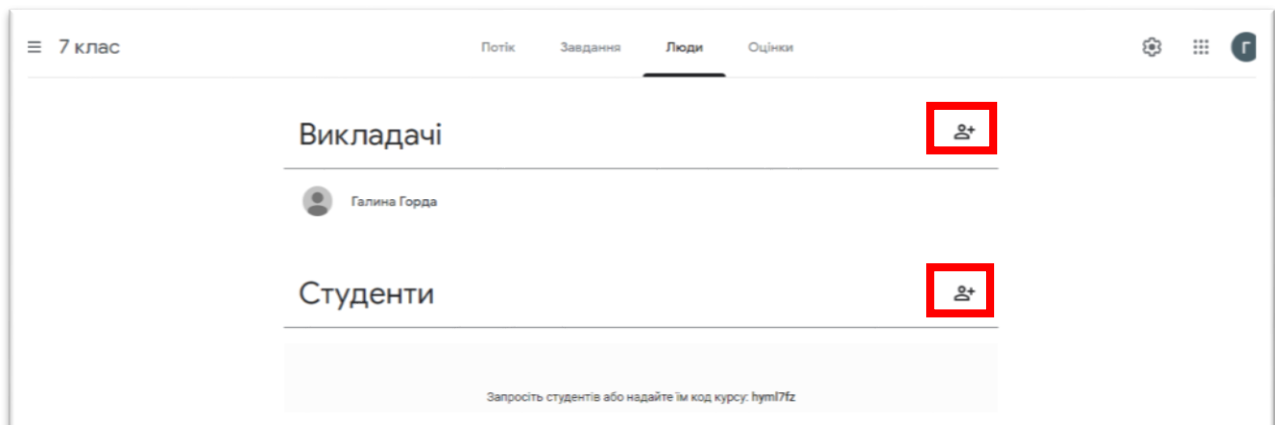 7 клас
Потік Завдання Люди Оцінки
Г
Викладачі
Галина Горда
Студенти
Запросіть студентів або надайте їм код курсу: hyml7fz